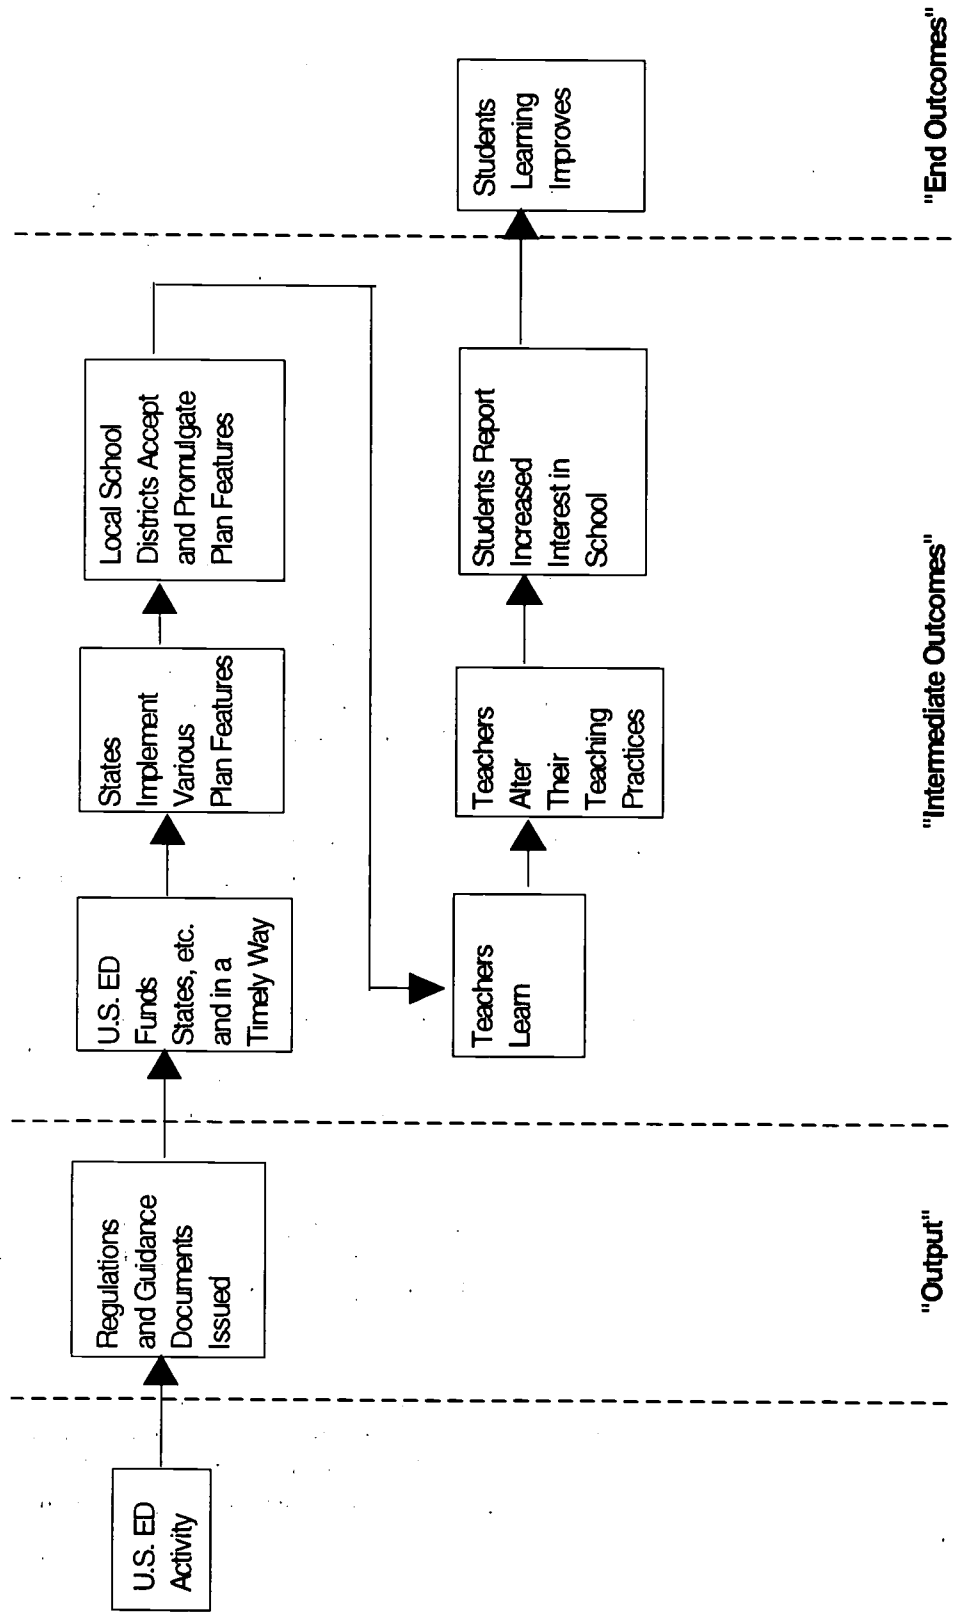 U.S. ED
Activity
Regulations
and Guidance
Documents
Issued
U.S. ED
Funds
States, etc.
and in a
Timely Way
States
Implement
Various
Plan Features
Local School
Districts Accept
and Promulgate
Plan Features
Teachers
Learn
Teachers
Alter
Their
Teaching
Practices
Students Report
Increased
Interest in
School
Students
Learning
Improves
"Output"
"Intermediate Outcomes"
"End Outcomes"